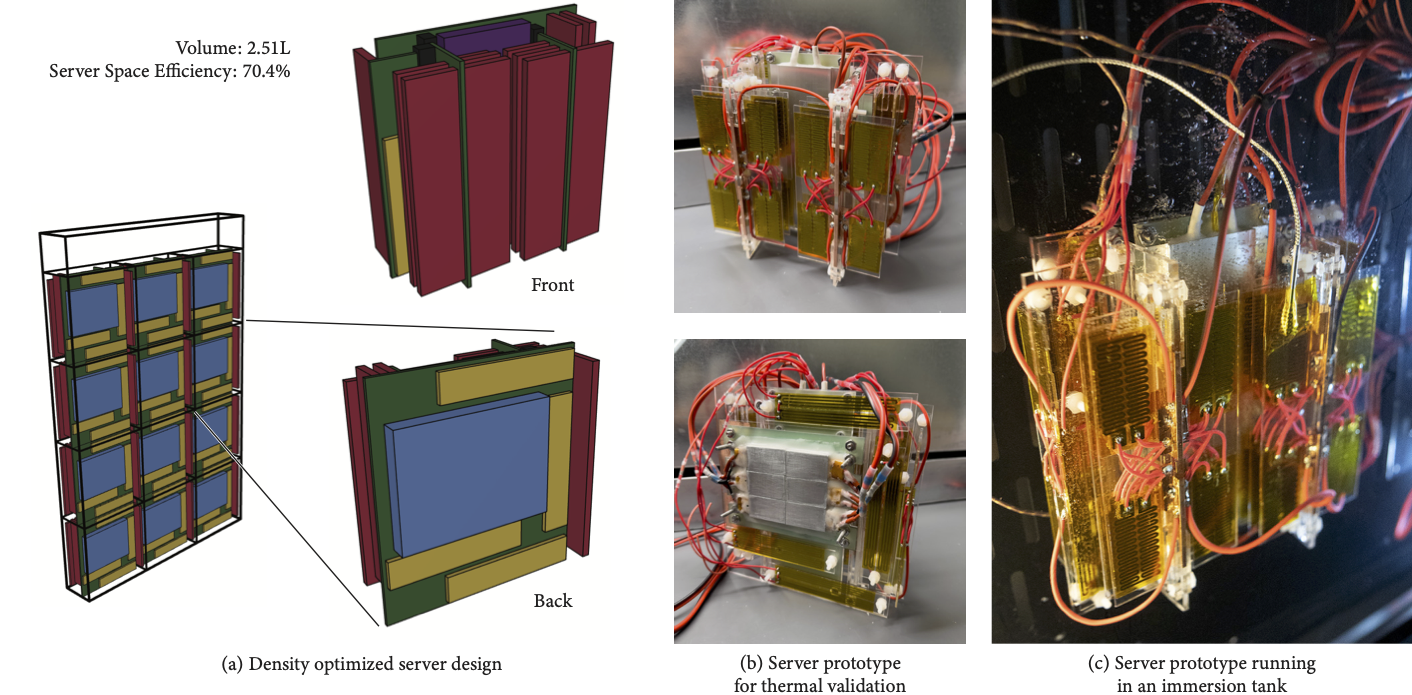 Volume: 2.51L
Server Space Efficiency: 70.4%
Front
Back
(a) Density optimized server design
(b) Server prototype
for thermal validation
(c) Server prototype running
in an immersion tank